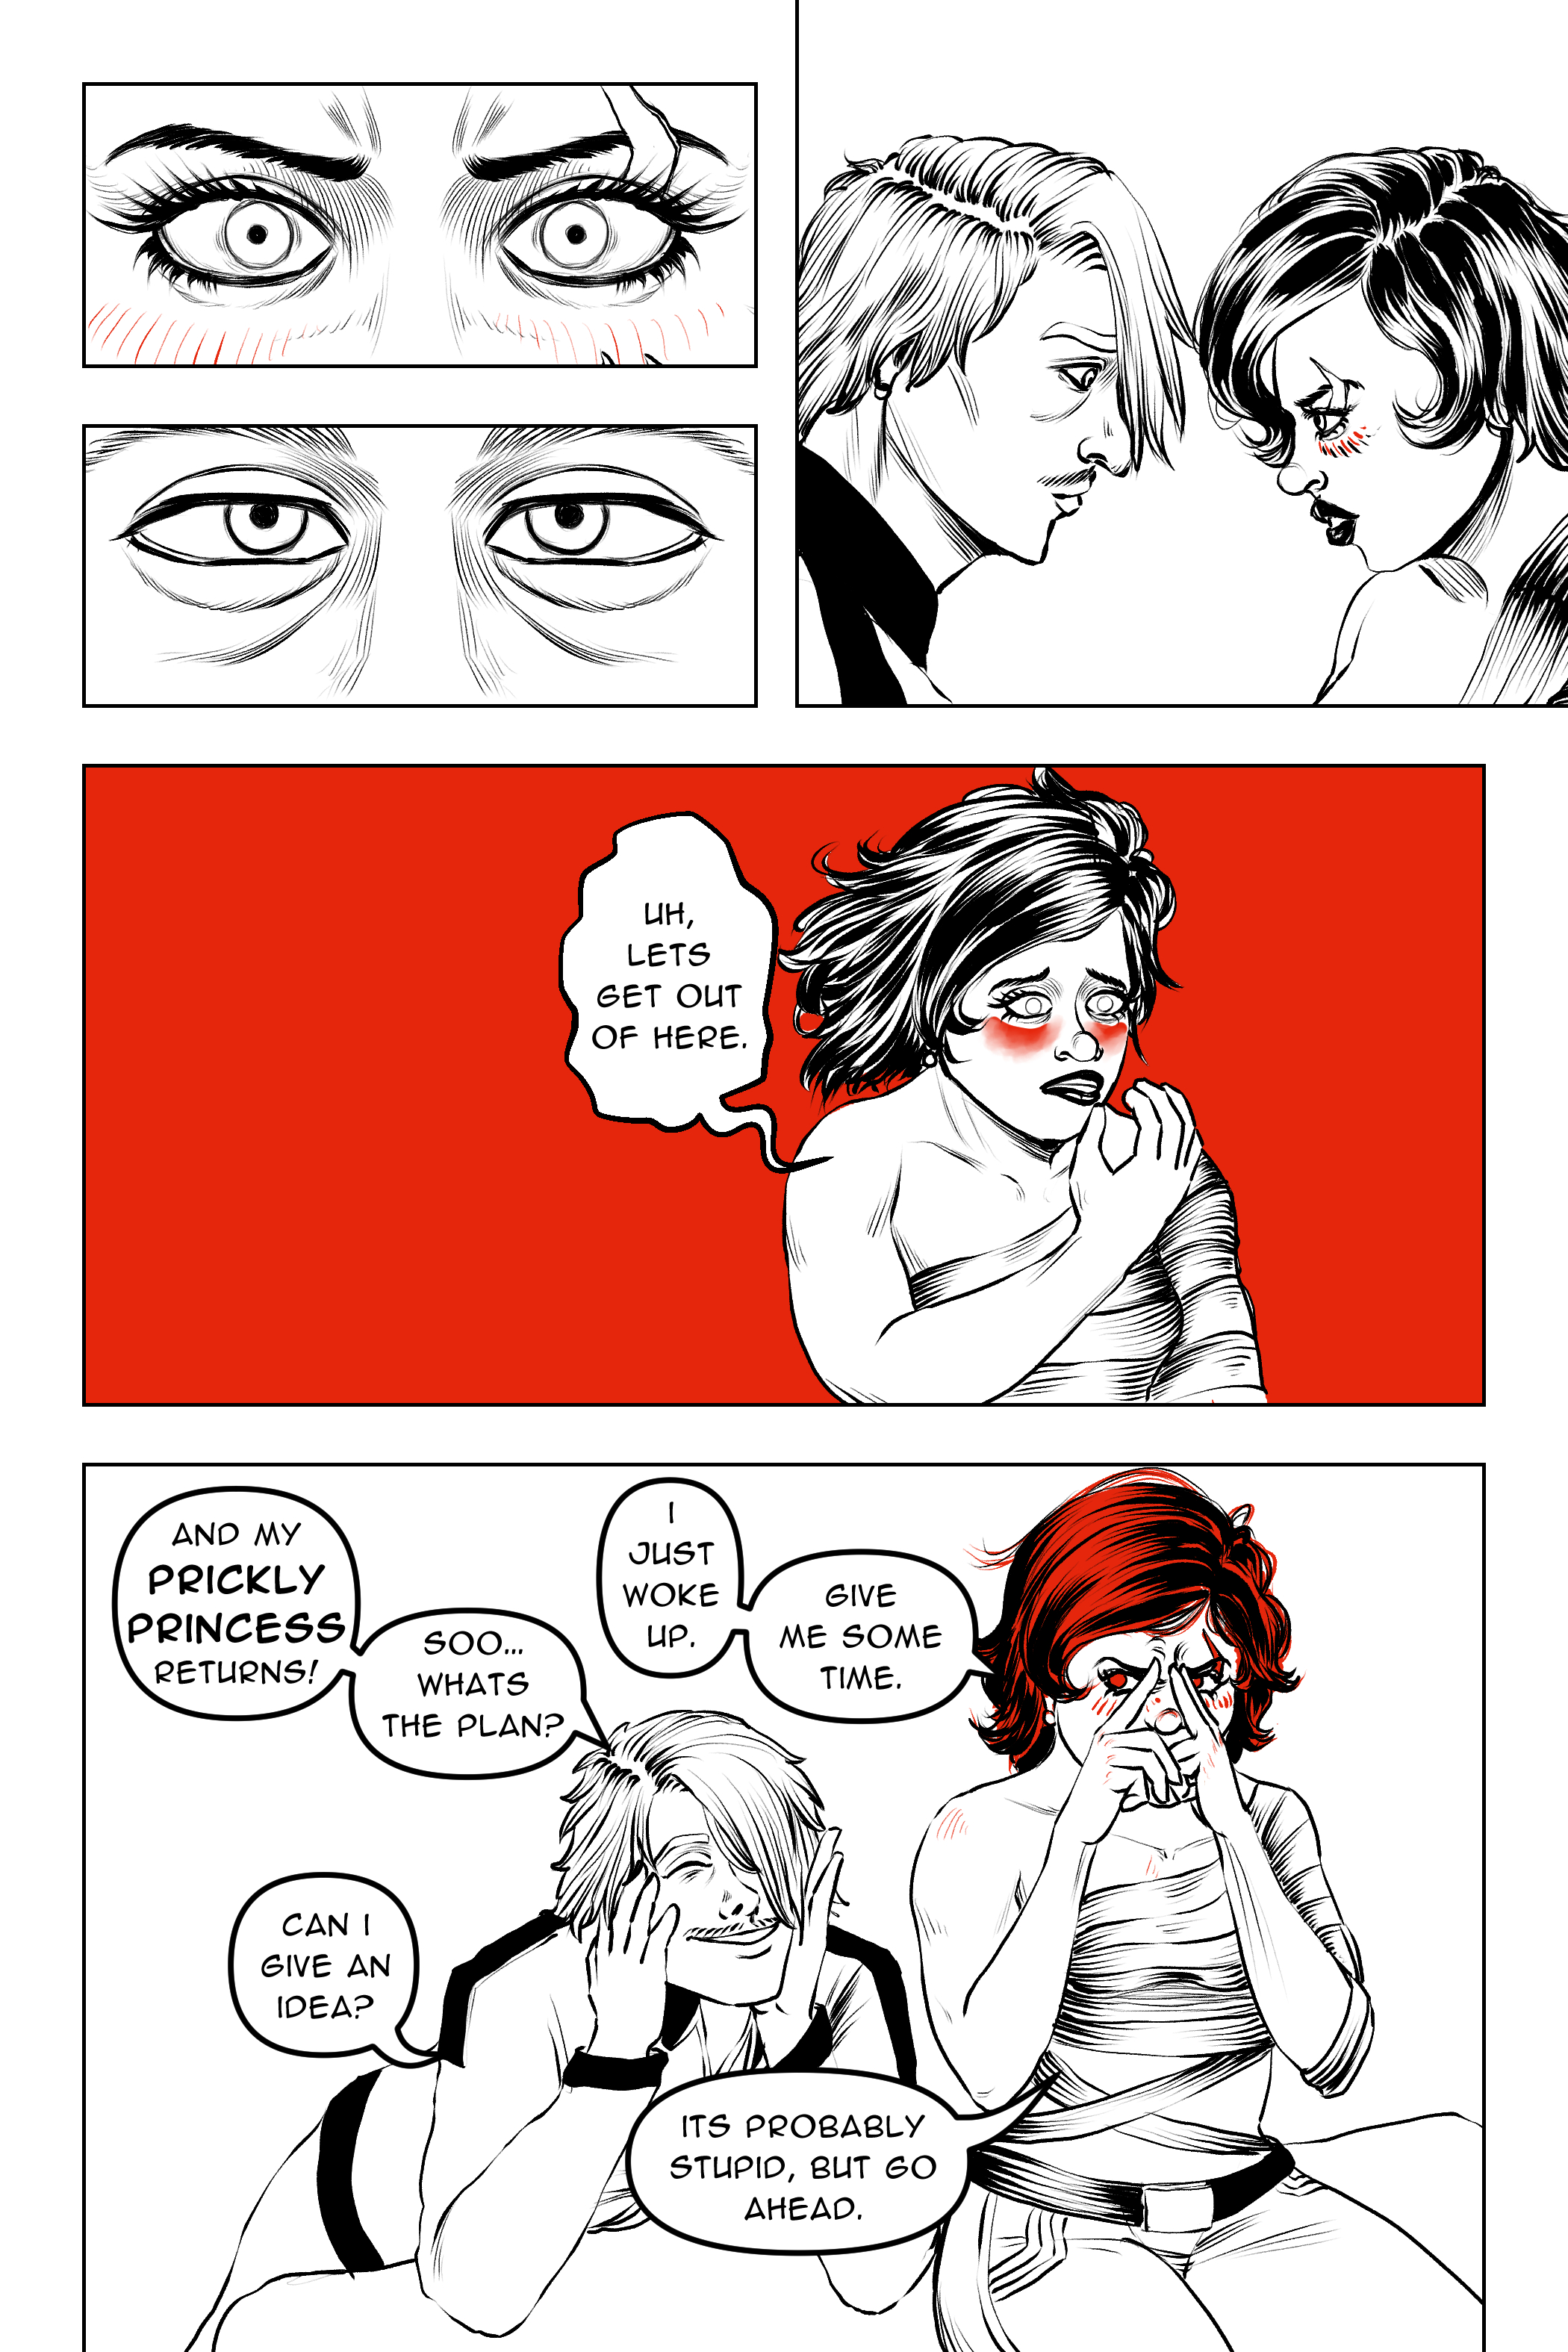 UH,
LETS
GET OUT
OF HERE.
AND MY
PRICKLY
PRINCESS
RETURNS!
SOO...
WHATS
THE PLAN?
I
JUST
WOKE
UP.
GIVE
ME SOME
TIME.
CAN I
GIVE AN
IDEA?
ITS PROBABLY
STUPID, BUT GO
AHEAD.